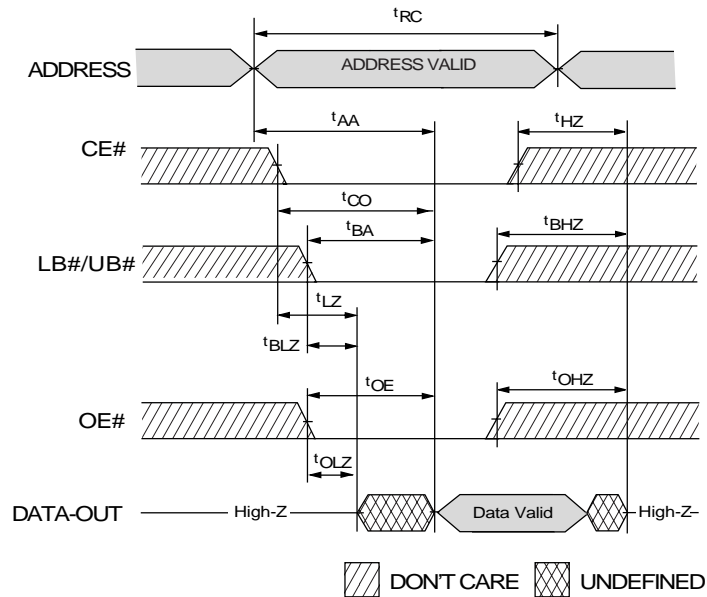 tRC
ADDRESS
ADDRESS VALID
tAA
tHZ
CE#
tCO
tBA
tBHZ
LB#/UB#
tLZ
tBLZ
tOE
tOHZ
OE#
tOLZ
DATA-OUT
High-Z
Data Valid
High-Z
DON'T CARE
UNDEFINED